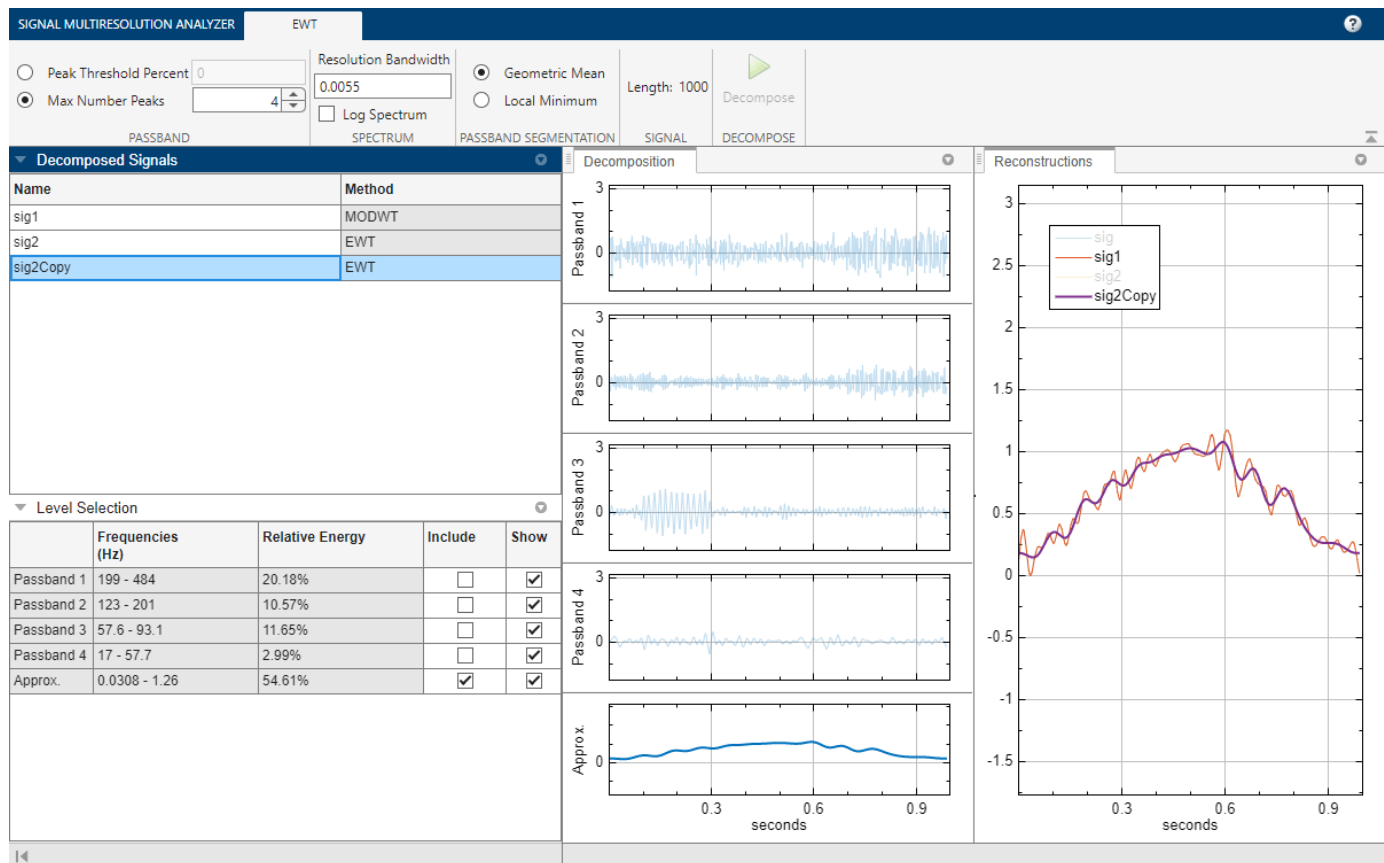 SIGNAL MULTIRESOLUTION ANALYZER
EWT
?
Peak Threshold Percent 0
Max Number Peaks 4
PASSBAND
Resolution Bandwidth
0.0055
Log Spectrum
SPECTRUM
Geometric Mean
Local Minimum
PASSBAND SEGMENTATION
Length: 1000
SIGNAL
Decompose
DECOMPOSE
Decomposed Signals
Name Method
sig1 MODWT
sig2 EWT
sig2Copy EWT
Level Selection
Frequencies (Hz) Relative Energy Include Show
Passband 1 199 - 484 20.18%
Passband 2 123 - 201 10.57%
Passband 3 57.6 - 93.1 11.65%
Passband 4 17 - 57.7 2.99%
Approx. 0.0308 - 1.26 54.61%
Decomposition
Passband 1
3
0
Passband 2
3
0
Passband 3
3
0
Passband 4
3
0
Approx.
0
0.3 0.6 0.9
seconds
Reconstructions
3
2.5
2
1.5
1
0.5
0
-0.5
-1
-1.5
sig
sig1
sig2
sig2Copy
0.3 0.6 0.9
seconds